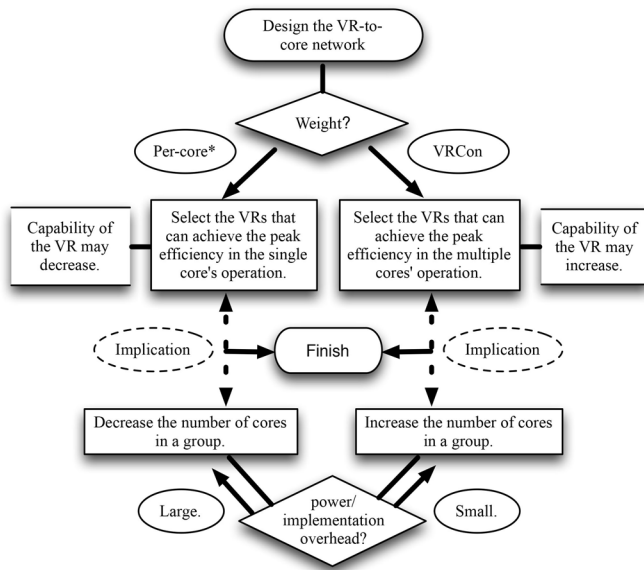 Design the VR-to-
core network
Weight?
Per-core*
VRCon
Capability of
the VR may
decrease.
Select the VRs that
can achieve the peak
efficiency in the single
core's operation.
Select the VRs that can
achieve the peak
efficiency in the multiple
cores' operation.
Capability of
the VR may
increase.
Implication
Finish
Implication
Decrease the number of cores
in a group.
Increase the number of cores
in a group.
Large.
power/
implementation
overhead?
Small.